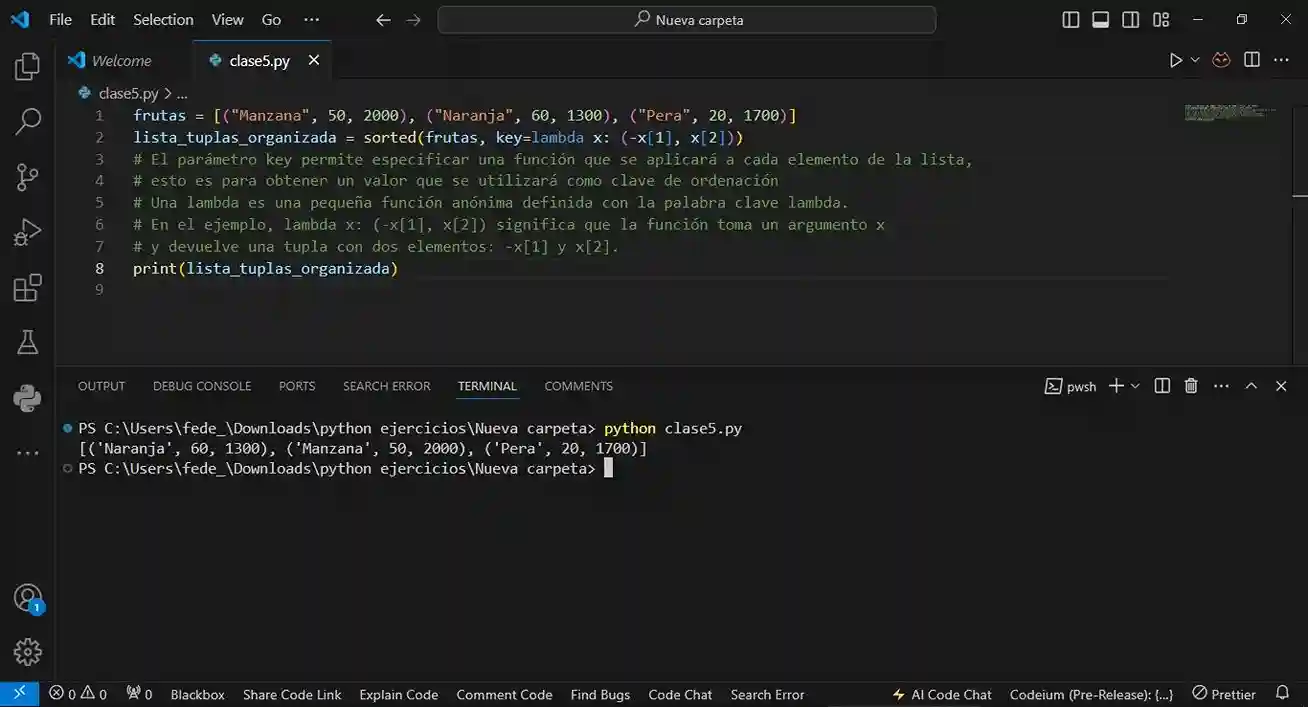 File Edit Selection View Go ··· Nueva carpeta
Welcome clase5.py
clase5.py > ...
1 frutas = [("Manzana", 50, 2000), ("Naranja", 60, 1300), ("Pera", 20, 1700)]
2 lista_tuplas_organizada = sorted(frutas, key=lambda x: (-x[1], x[2]))
3 # El parámetro key permite especificar una función que se aplicará a cada elemento de la lista,
4 # esto es para obtener un valor que se utilizará como clave de ordenación
5 # Una lambda es una pequeña función anónima definida con la palabra clave lambda.
6 # En el ejemplo, lambda x: (-x[1], x[2]) significa que la función toma un argumento x
7 # y devuelve una tupla con dos elementos: -x[1] y x[2].
8 print(lista_tuplas_organizada)
9
OUTPUT DEBUG CONSOLE PORTS SEARCH ERROR TERMINAL COMMENTS pwsh
PS C:\Users\fede_\Downloads\python ejercicios\Nueva carpeta> python clase5.py
[('Naranja', 60, 1300), ('Manzana', 50, 2000), ('Pera', 20, 1700)]
PS C:\Users\fede_\Downloads\python ejercicios\Nueva carpeta>
1
0 0 0 Blackbox Share Code Link Explain Code Comment Code Find Bugs Code Chat Search Error AI Code Chat Codeium (Pre-Release): {...} Prettier